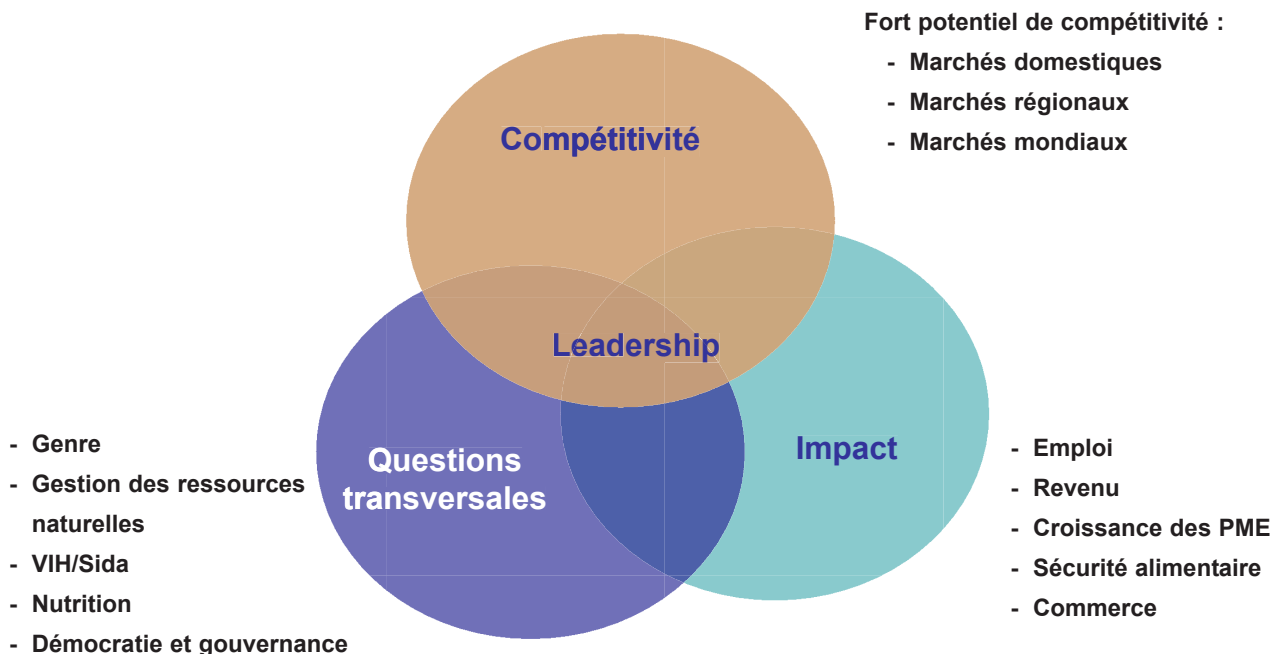 Fort potentiel de compétitivité :
- Marchés domestiques
- Marchés régionaux
- Marchés mondiaux
Compétitivité
Leadership
Questions
transversales
Impact
- Genre
- Gestion des ressources
naturelles
- VIH/Sida
- Nutrition
- Démocratie et gouvernance
- Emploi
- Revenu
- Croissance des PME
- Sécurité alimentaire
- Commerce